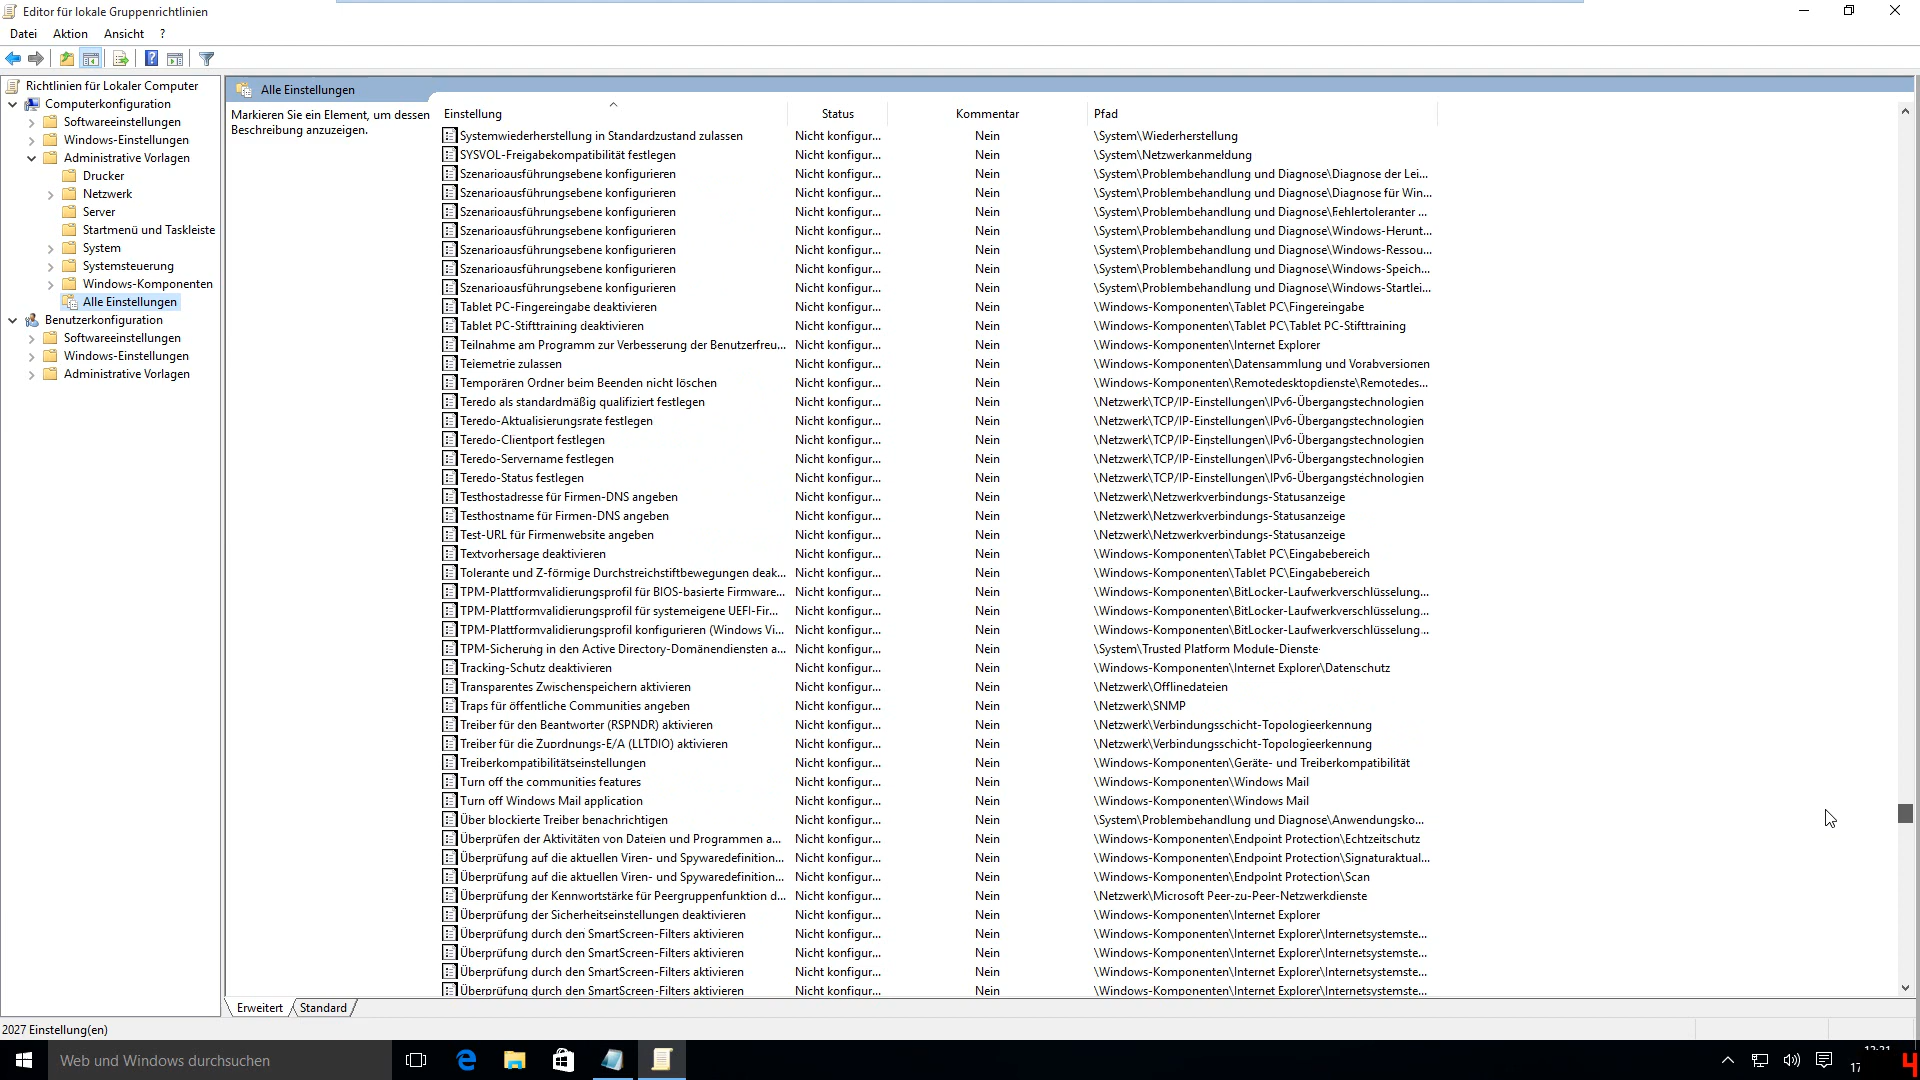 Editor für lokale Gruppenrichtlinien
Datei Aktion Ansicht ?
Richtlinien für Lokaler Computer
Computerkonfiguration
Softwareeinstellungen
Windows-Einstellungen
Administrative Vorlagen
Drucker
Netzwerk
Server
Startmenü und Taskleiste
System
Systemsteuerung
Windows-Komponenten
Alle Einstellungen
Benutzerkonfiguration
Softwareeinstellungen
Windows-Einstellungen
Administrative Vorlagen
Alle Einstellungen
Markieren Sie ein Element, um dessen
Beschreibung anzuzeigen.
Einstellung Status Kommentar Pfad
Systemwiederherstellung in Standardzustand zulassen Nicht konfigur... Nein \System\Wiederherstellung
SYSVOL-Freigabekompatibilität festlegen Nicht konfigur... Nein \System\Netzwerkanmeldung
Szenarioausführungsebene konfigurieren Nicht konfigur... Nein \System\Problembehandlung und Diagnose\Diagnose der Lei...
Szenarioausführungsebene konfigurieren Nicht konfigur... Nein \System\Problembehandlung und Diagnose\Diagnose für Win...
Szenarioausführungsebene konfigurieren Nicht konfigur... Nein \System\Problembehandlung und Diagnose\Fehlertoleranter ...
Szenarioausführungsebene konfigurieren Nicht konfigur... Nein \System\Problembehandlung und Diagnose\Windows-Herunt...
Szenarioausführungsebene konfigurieren Nicht konfigur... Nein \System\Problembehandlung und Diagnose\Windows-Ressou...
Szenarioausführungsebene konfigurieren Nicht konfigur... Nein \System\Problembehandlung und Diagnose\Windows-Speich...
Szenarioausführungsebene konfigurieren Nicht konfigur... Nein \System\Problembehandlung und Diagnose\Windows-Startlei...
Tablet PC-Fingereingabe deaktivieren Nicht konfigur... Nein \Windows-Komponenten\Tablet PC\Fingereingabe
Tablet PC-Stifttraining deaktivieren Nicht konfigur... Nein \Windows-Komponenten\Tablet PC\Tablet PC-Stifttraining
Teilnahme am Programm zur Verbesserung der Benutzerfreu... Nicht konfigur... Nein \Windows-Komponenten\Internet Explorer
Telemetrie zulassen Nicht konfigur... Nein \Windows-Komponenten\Datensammlung und Vorabversionen
Temporären Ordner beim Beenden nicht löschen Nicht konfigur... Nein \Windows-Komponenten\Remotedesktopdienste\Remotedes...
Teredo als standardmäßig qualifiziert festlegen Nicht konfigur... Nein \Netzwerk\TCP/IP-Einstellungen\IPv6-Übergangstechnologien
Teredo-Aktualisierungsrate festlegen Nicht konfigur... Nein \Netzwerk\TCP/IP-Einstellungen\IPv6-Übergangstechnologien
Teredo-Clientport festlegen Nicht konfigur... Nein \Netzwerk\TCP/IP-Einstellungen\IPv6-Übergangstechnologien
Teredo-Servername festlegen Nicht konfigur... Nein \Netzwerk\TCP/IP-Einstellungen\IPv6-Übergangstechnologien
Teredo-Status festlegen Nicht konfigur... Nein \Netzwerk\TCP/IP-Einstellungen\IPv6-Übergangstechnologien
Testhostadresse für Firmen-DNS angeben Nicht konfigur... Nein \Netzwerk\Netzwerkverbindungs-Statusanzeige
Testhostname für Firmen-DNS angeben Nicht konfigur... Nein \Netzwerk\Netzwerkverbindungs-Statusanzeige
Test-URL für Firmenwebsite angeben Nicht konfigur... Nein \Netzwerk\Netzwerkverbindungs-Statusanzeige
Textvorhersage deaktivieren Nicht konfigur... Nein \Windows-Komponenten\Tablet PC\Eingabebereich
Tolerante und Z-förmige Durchstreichstiftbewegungen deak... Nicht konfigur... Nein \Windows-Komponenten\Tablet PC\Eingabebereich
TPM-Plattformvalidierungsprofil für BIOS-basierte Firmware... Nicht konfigur... Nein \Windows-Komponenten\BitLocker-Laufwerkverschlüsselung...
TPM-Plattformvalidierungsprofil für systemeigene UEFI-Fir... Nicht konfigur... Nein \Windows-Komponenten\BitLocker-Laufwerkverschlüsselung...
TPM-Plattformvalidierungsprofil konfigurieren (Windows Vi... Nicht konfigur... Nein \Windows-Komponenten\BitLocker-Laufwerkverschlüsselung...
TPM-Sicherung in den Active Directory-Domänendiensten a... Nicht konfigur... Nein \System\Trusted Platform Module-Dienste
Tracking-Schutz deaktivieren Nicht konfigur... Nein \Windows-Komponenten\Internet Explorer\Datenschutz
Transparentes Zwischenspeichern aktivieren Nicht konfigur... Nein \Netzwerk\Offlinedateien
Traps für öffentliche Communities angeben Nicht konfigur... Nein \Netzwerk\SNMP
Treiber für den Beantworter (RSPNDR) aktivieren Nicht konfigur... Nein \Netzwerk\Verbindungsschicht-Topologieerkennung
Treiber für die Zuordnungs-E/A (LLTDIO) aktivieren Nicht konfigur... Nein \Netzwerk\Verbindungsschicht-Topologieerkennung
Treiberkompatibilitätseinstellungen Nicht konfigur... Nein \Windows-Komponenten\Geräte- und Treiberkompatibilität
Turn off the communities features Nicht konfigur... Nein \Windows-Komponenten\Windows Mail
Turn off Windows Mail application Nicht konfigur... Nein \Windows-Komponenten\Windows Mail
Über blockierte Treiber benachrichtigen Nicht konfigur... Nein \System\Problembehandlung und Diagnose\Anwendungsko...
Überprüfen der Aktivitäten von Dateien und Programmen a... Nicht konfigur... Nein \Windows-Komponenten\Endpoint Protection\Echtzeitschutz
Überprüfung auf die aktuellen Viren- und Spywaredefinition... Nicht konfigur... Nein \Windows-Komponenten\Endpoint Protection\Signaturaktual...
Überprüfung auf die aktuellen Viren- und Spywaredefinition... Nicht konfigur... Nein \Windows-Komponenten\Endpoint Protection\Scan
Überprüfung der Kennwortstärke für Peergruppenfunktion d... Nicht konfigur... Nein \Netzwerk\Microsoft Peer-zu-Peer-Netzwerkdienste
Überprüfung der Sicherheitseinstellungen deaktivieren Nicht konfigur... Nein \Windows-Komponenten\Internet Explorer
Überprüfung durch den SmartScreen-Filters aktivieren Nicht konfigur... Nein \Windows-Komponenten\Internet Explorer\Internetsystemste...
Überprüfung durch den SmartScreen-Filters aktivieren Nicht konfigur... Nein \Windows-Komponenten\Internet Explorer\Internetsystemste...
Überprüfung durch den SmartScreen-Filters aktivieren Nicht konfigur... Nein \Windows-Komponenten\Internet Explorer\Internetsystemste...
Überprüfung durch den SmartScreen-Filters aktivieren Nicht konfigur... Nein \Windows-Komponenten\Internet Explorer\Internetsystemste...
Erweitert Standard
2027 Einstellung(en)
Web und Windows durchsuchen
17
4